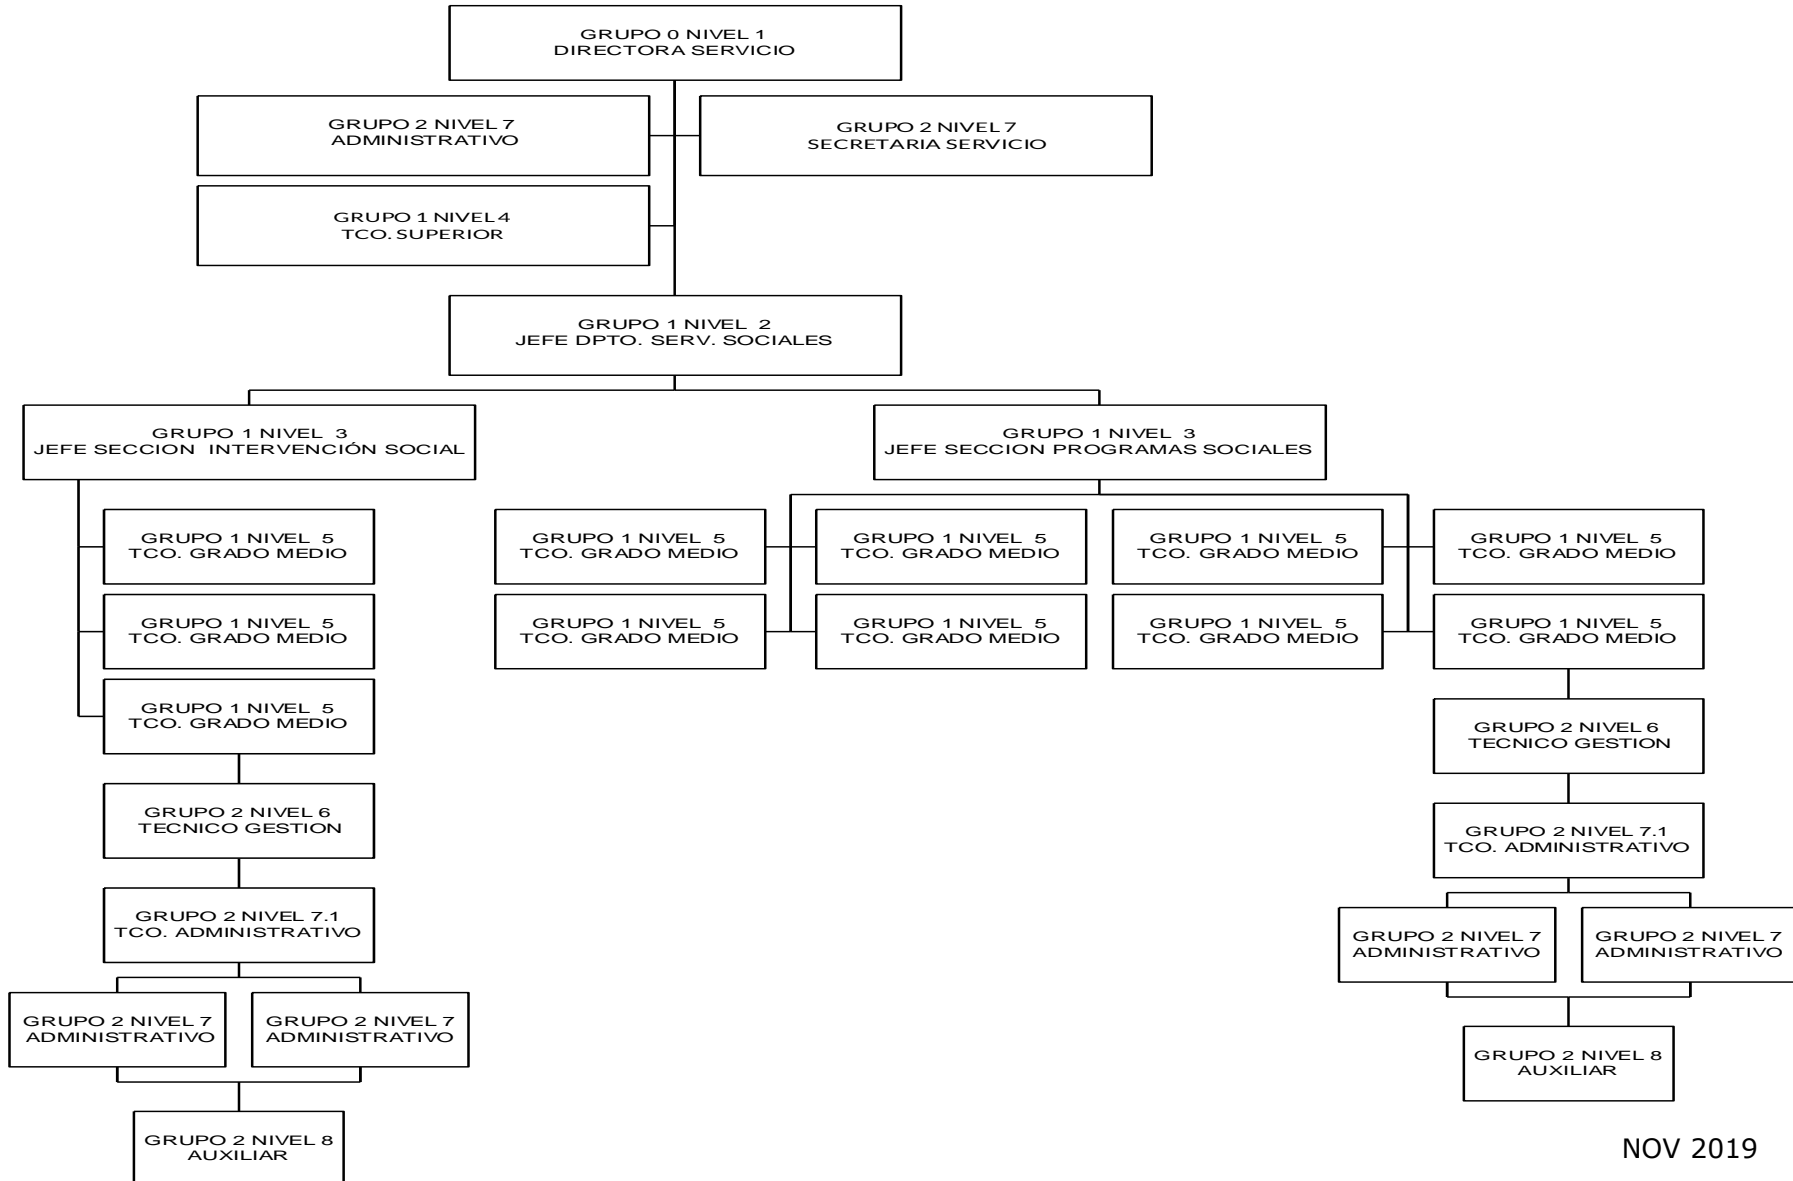 GRUPO 0 NIVEL 1
DIRECTORA SERVICIO
GRUPO 2 NIVEL 7
ADMINISTRATIVO
GRUPO 2 NIVEL 7
SECRETARIA SERVICIO
GRUPO 1 NIVEL 4
TCO. SUPERIOR
GRUPO 1 NIVEL 2
JEFE DPTO. SERV. SOCIALES
GRUPO 1 NIVEL 3
JEFE SECCION INTERVENCIÓN SOCIAL
GRUPO 1 NIVEL 3
JEFE SECCION PROGRAMAS SOCIALES
GRUPO 1 NIVEL 5
TCO. GRADO MEDIO
GRUPO 1 NIVEL 5
TCO. GRADO MEDIO
GRUPO 1 NIVEL 5
TCO. GRADO MEDIO
GRUPO 1 NIVEL 5
TCO. GRADO MEDIO
GRUPO 1 NIVEL 5
TCO. GRADO MEDIO
GRUPO 1 NIVEL 5
TCO. GRADO MEDIO
GRUPO 1 NIVEL 5
TCO. GRADO MEDIO
GRUPO 1 NIVEL 5
TCO. GRADO MEDIO
GRUPO 1 NIVEL 5
TCO. GRADO MEDIO
GRUPO 1 NIVEL 5
TCO. GRADO MEDIO
GRUPO 1 NIVEL 5
TCO. GRADO MEDIO
GRUPO 2 NIVEL 6
TECNICO GESTION
GRUPO 2 NIVEL 6
TECNICO GESTION
GRUPO 2 NIVEL 7.1
TCO. ADMINISTRATIVO
GRUPO 2 NIVEL 7.1
TCO. ADMINISTRATIVO
GRUPO 2 NIVEL 7
ADMINISTRATIVO
GRUPO 2 NIVEL 7
ADMINISTRATIVO
GRUPO 2 NIVEL 7
ADMINISTRATIVO
GRUPO 2 NIVEL 7
ADMINISTRATIVO
GRUPO 2 NIVEL 8
AUXILIAR
GRUPO 2 NIVEL 8
AUXILIAR
NOV 2019